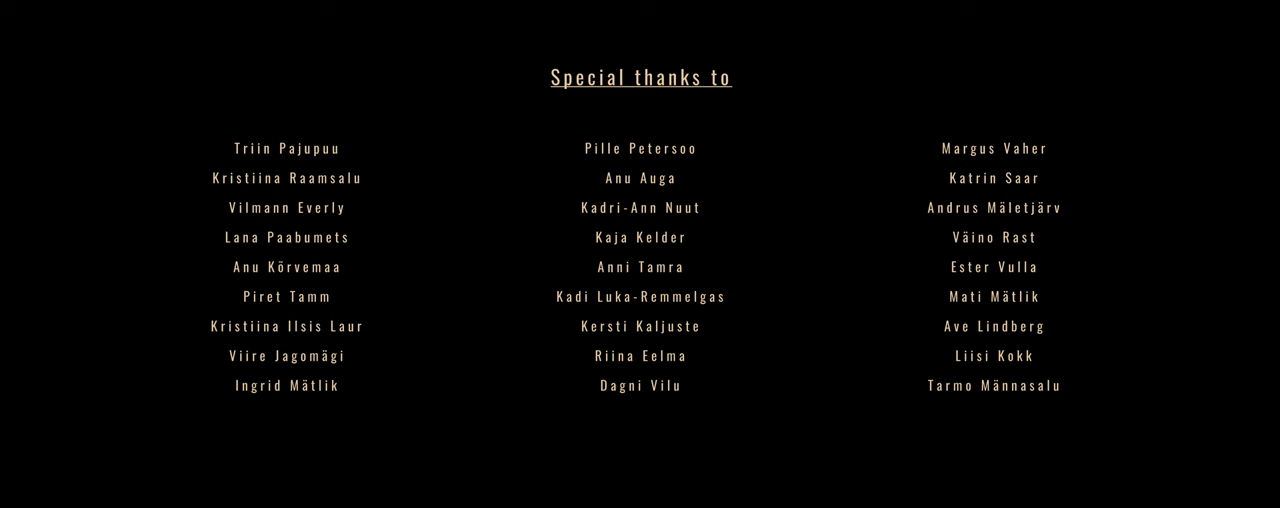 Special thanks to
Triin Pajupuu
Kristiina Raamsalu
Vilmann Everly
Lana Paabumets
Anu Kõrvemaa
Piret Tamm
Kristiina Ilsis Laur
Viire Jagomägi
Ingrid Mätlik
Pille Petersoo
Anu Auga
Kadri-Ann Nuut
Kaja Kelder
Anni Tamra
Kadi Luka-Remmelgas
Kersti Kaljuste
Riina Eelma
Dagni Vilu
Margus Vaher
Katrin Saar
Andrus Mäletjärv
Väino Rast
Ester Vulla
Mati Mätlik
Ave Lindberg
Liisi Kokk
Tarmo Männasalu